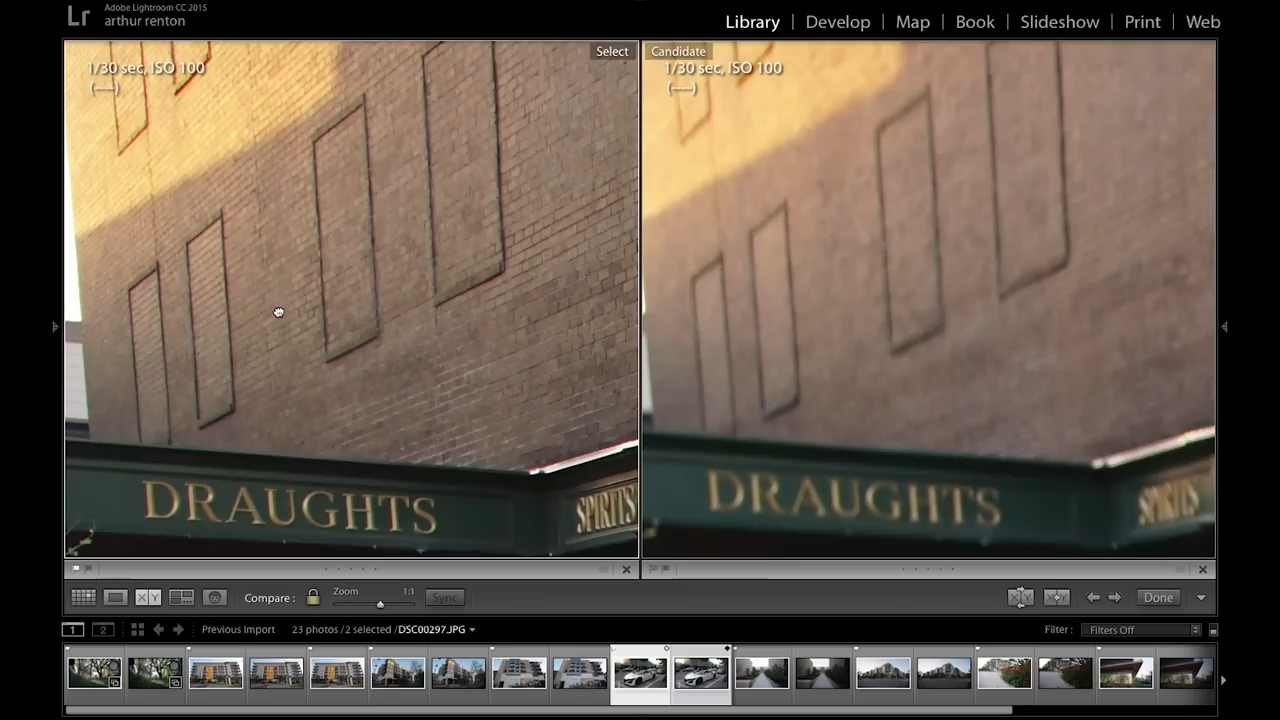 Lr
Adobe Lightroom CC 2015
arthur renton
Library | Develop | Map | Book | Slideshow | Print | Web
Select
Candidate
1/30 sec, ISO 100
(----)
1/30 sec, ISO 100
(----)
DRAUGHTS
SPIRITS
DRAUGHTS
SPIRITS
X Y
Compare :
Zoom
1:1
Sync
Done
1
2
Previous Import
23 photos /2 selected /DSC00297.JPG
Filter :
Filters Off